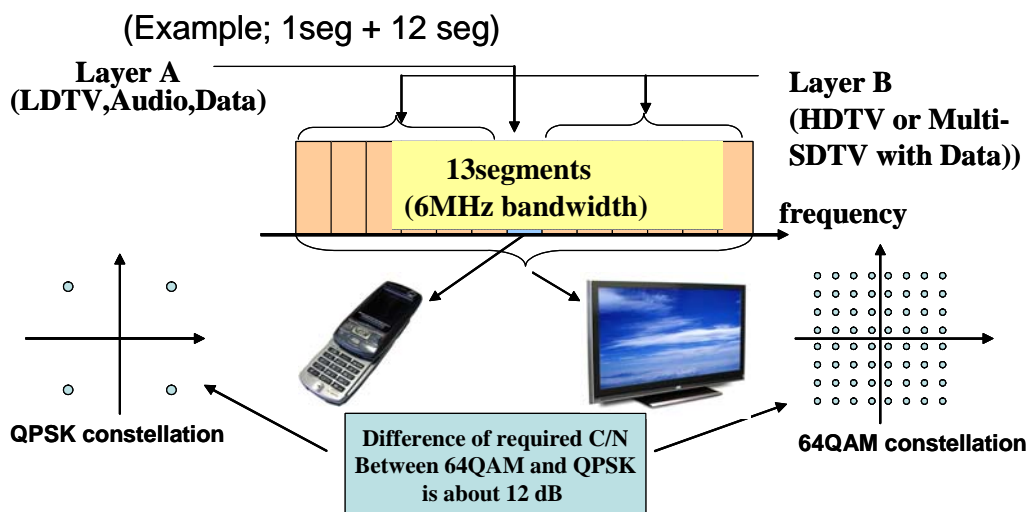 (Example; 1seg + 12 seg)
Layer A
(LDTV,Audio,Data)
Layer B
(HDTV or Multi-
SDTV with Data))
13segments
(6MHz bandwidth)
frequency
QPSK constellation
Difference of required C/N
Between 64QAM and QPSK
is about 12 dB
64QAM constellation